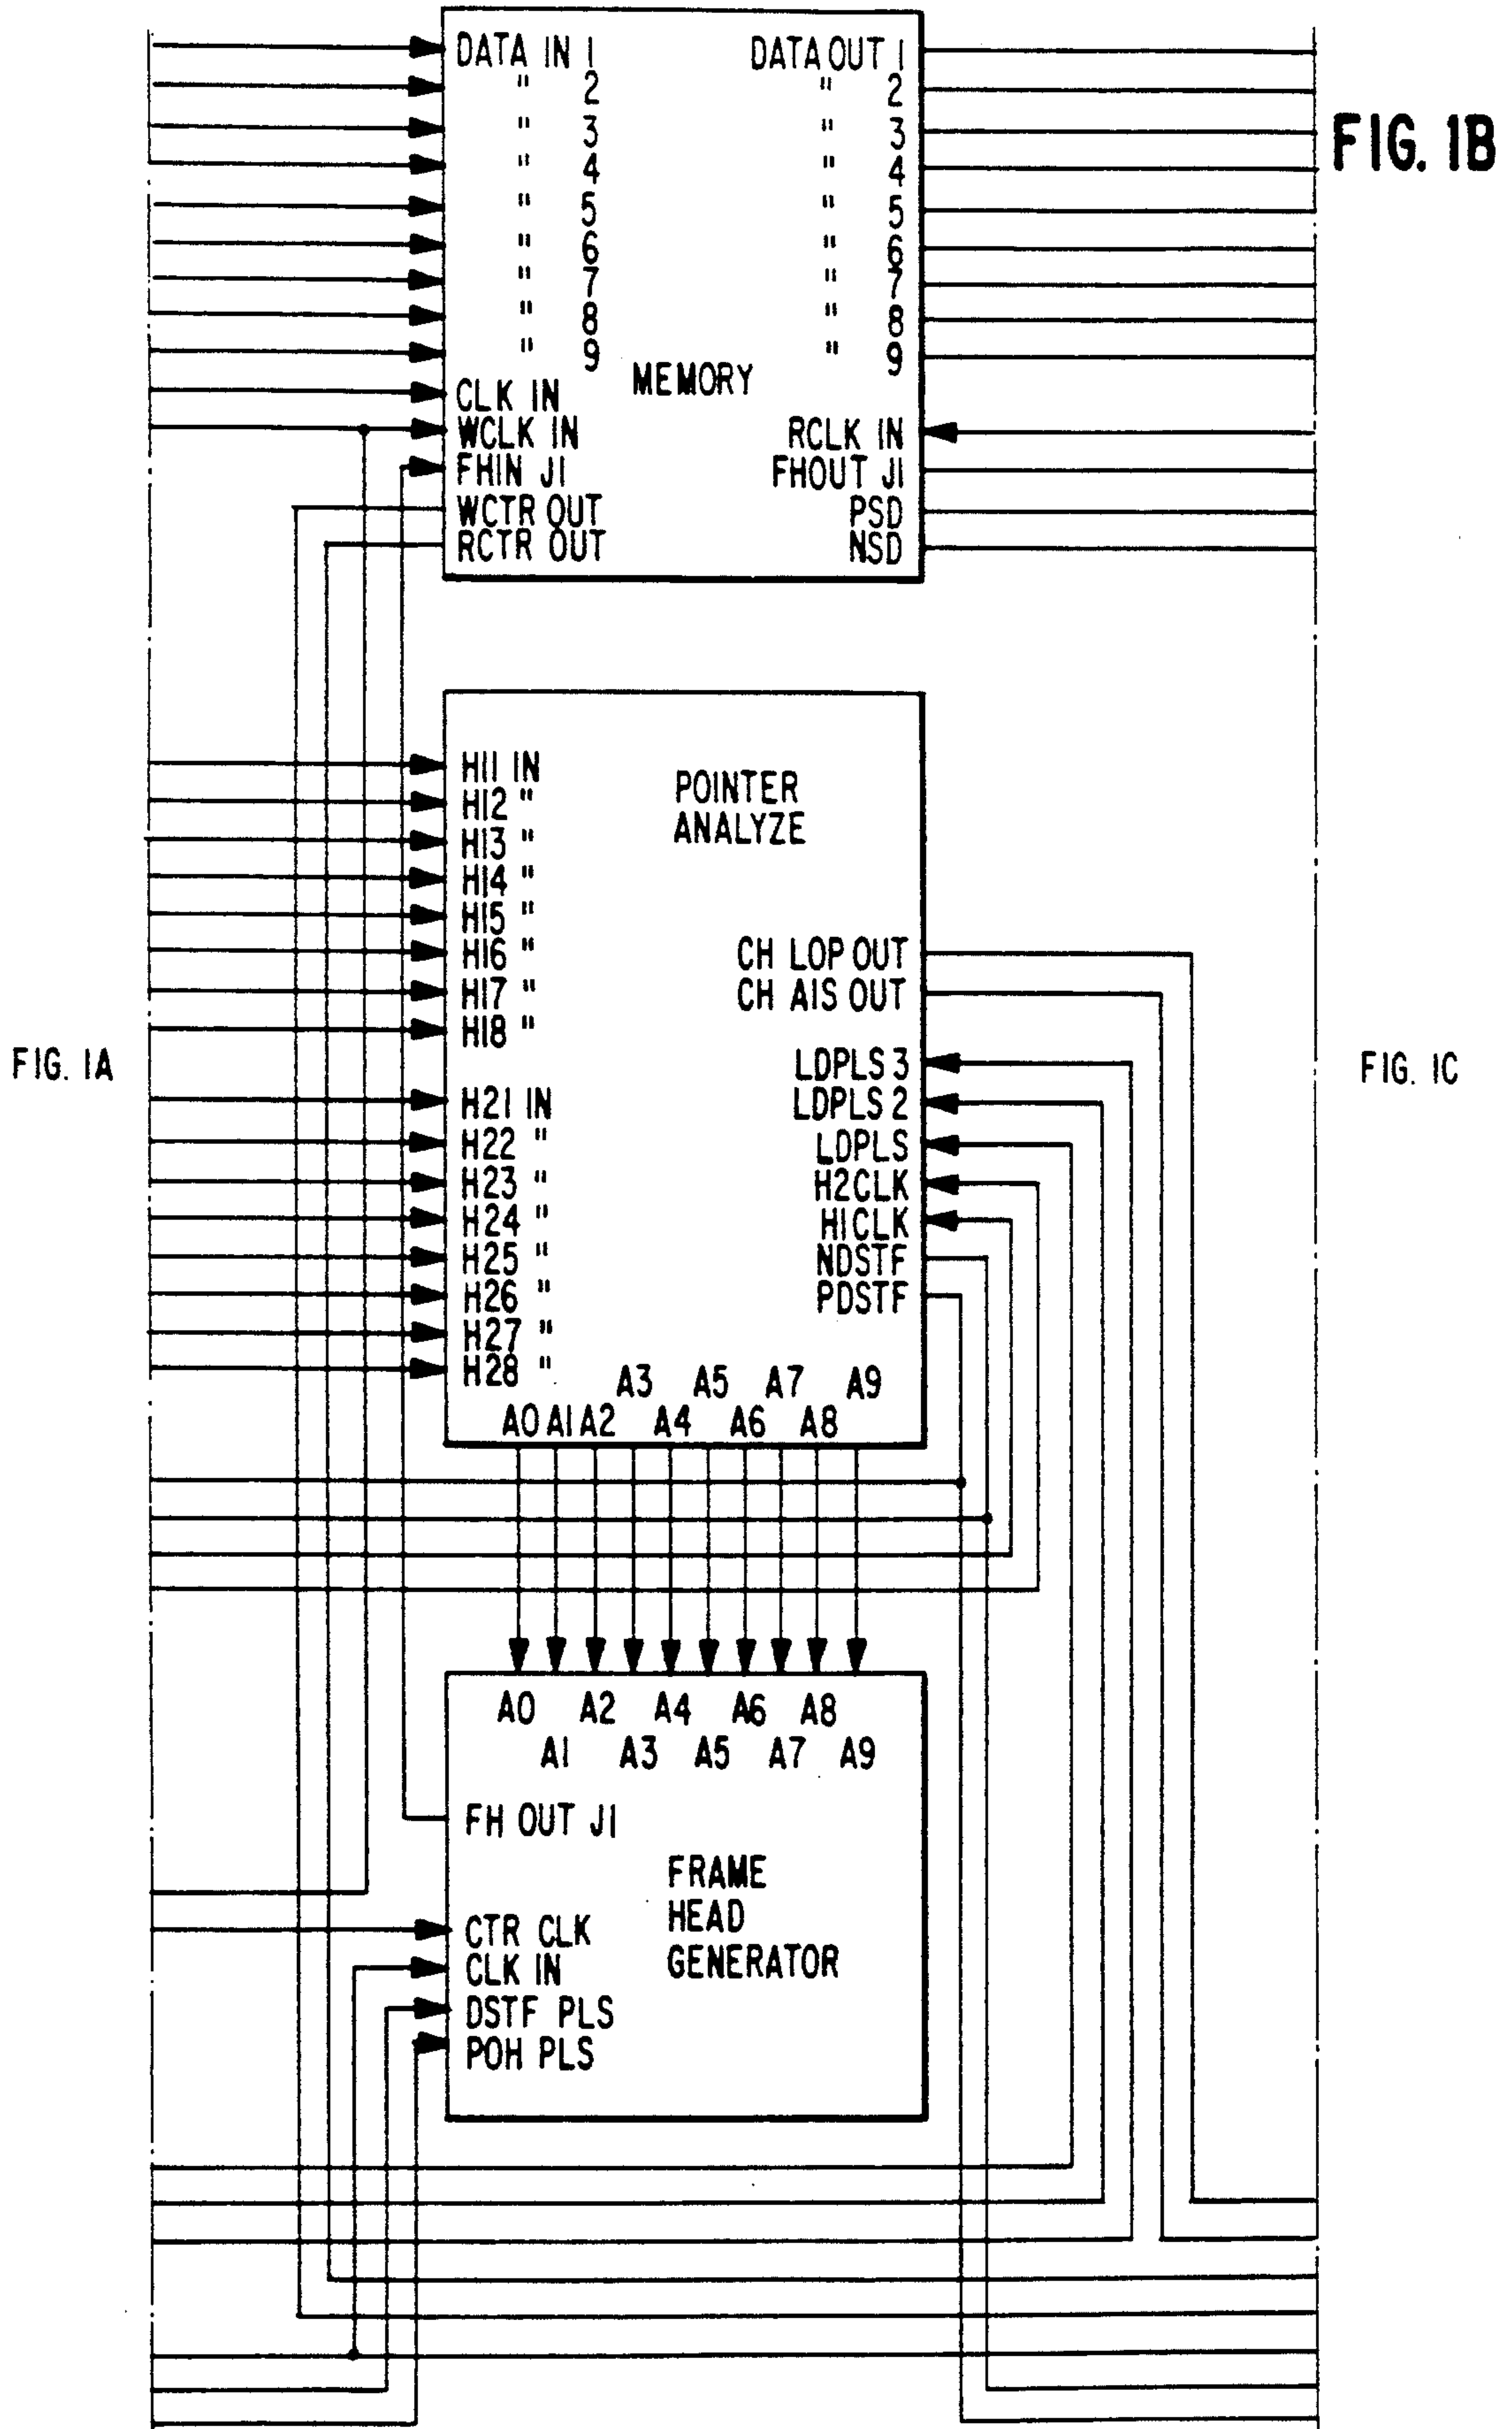 DATA IN 1 DATA OUT 1
" 2 " 2
" 3 " 3
" 4 " 4
" 5 " 5
" 6 " 6
" 7 " 7
" 8 " 8
" 9 " 9
FIG. 1B
MEMORY
CLK IN
WCLK IN RCLK IN
FHIN J1 FHOUT J1
WCTR OUT PSD
RCTR OUT NSD
POINTER
ANALYZE
H11 IN
H12 "
H13 "
H14 "
H15 "
H16 "
H17 "
H18 "
CH LOP OUT
CH AIS OUT
FIG. 1A
FIG. 1C
H21 IN
H22 "
H23 "
H24 "
H25 "
H26 "
H27 "
H28 "
LDPLS 3
LDPLS 2
LDPLS
H2CLK
H1CLK
NDSTF
PDSTF
A3 A5 A7 A9
A0 A1 A2 A4 A6 A8
A0 A2 A4 A6 A8
A1 A3 A5 A7 A9
FH OUT J1
FRAME
HEAD
GENERATOR
CTR CLK
CLK IN
DSTF PLS
POH PLS